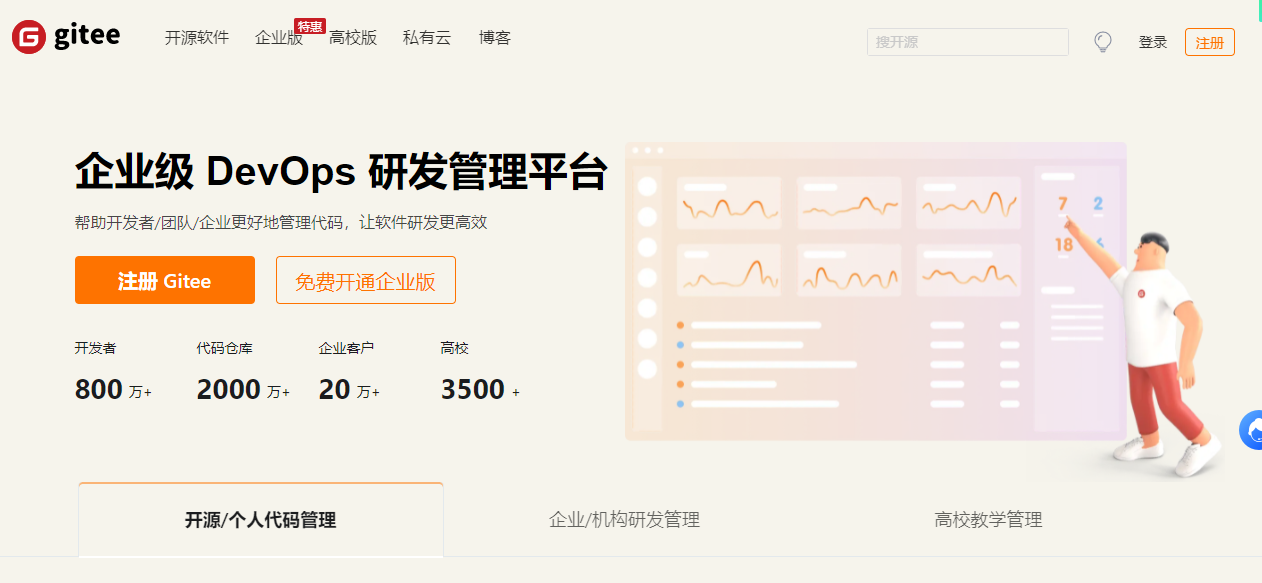 gitee
开源软件 企业版 特惠 高校版 私有云 博客 搜开源 登录 注册
企业级 DevOps 研发管理平台
帮助开发者/团队/企业更好地管理代码，让软件研发更高效
注册 Gitee 免费开通企业版
开发者 代码仓库 企业客户 高校
800 万+ 2000 万+ 20 万+ 3500 +
7 2
18
开源/个人代码管理 企业/机构研发管理 高校教学管理